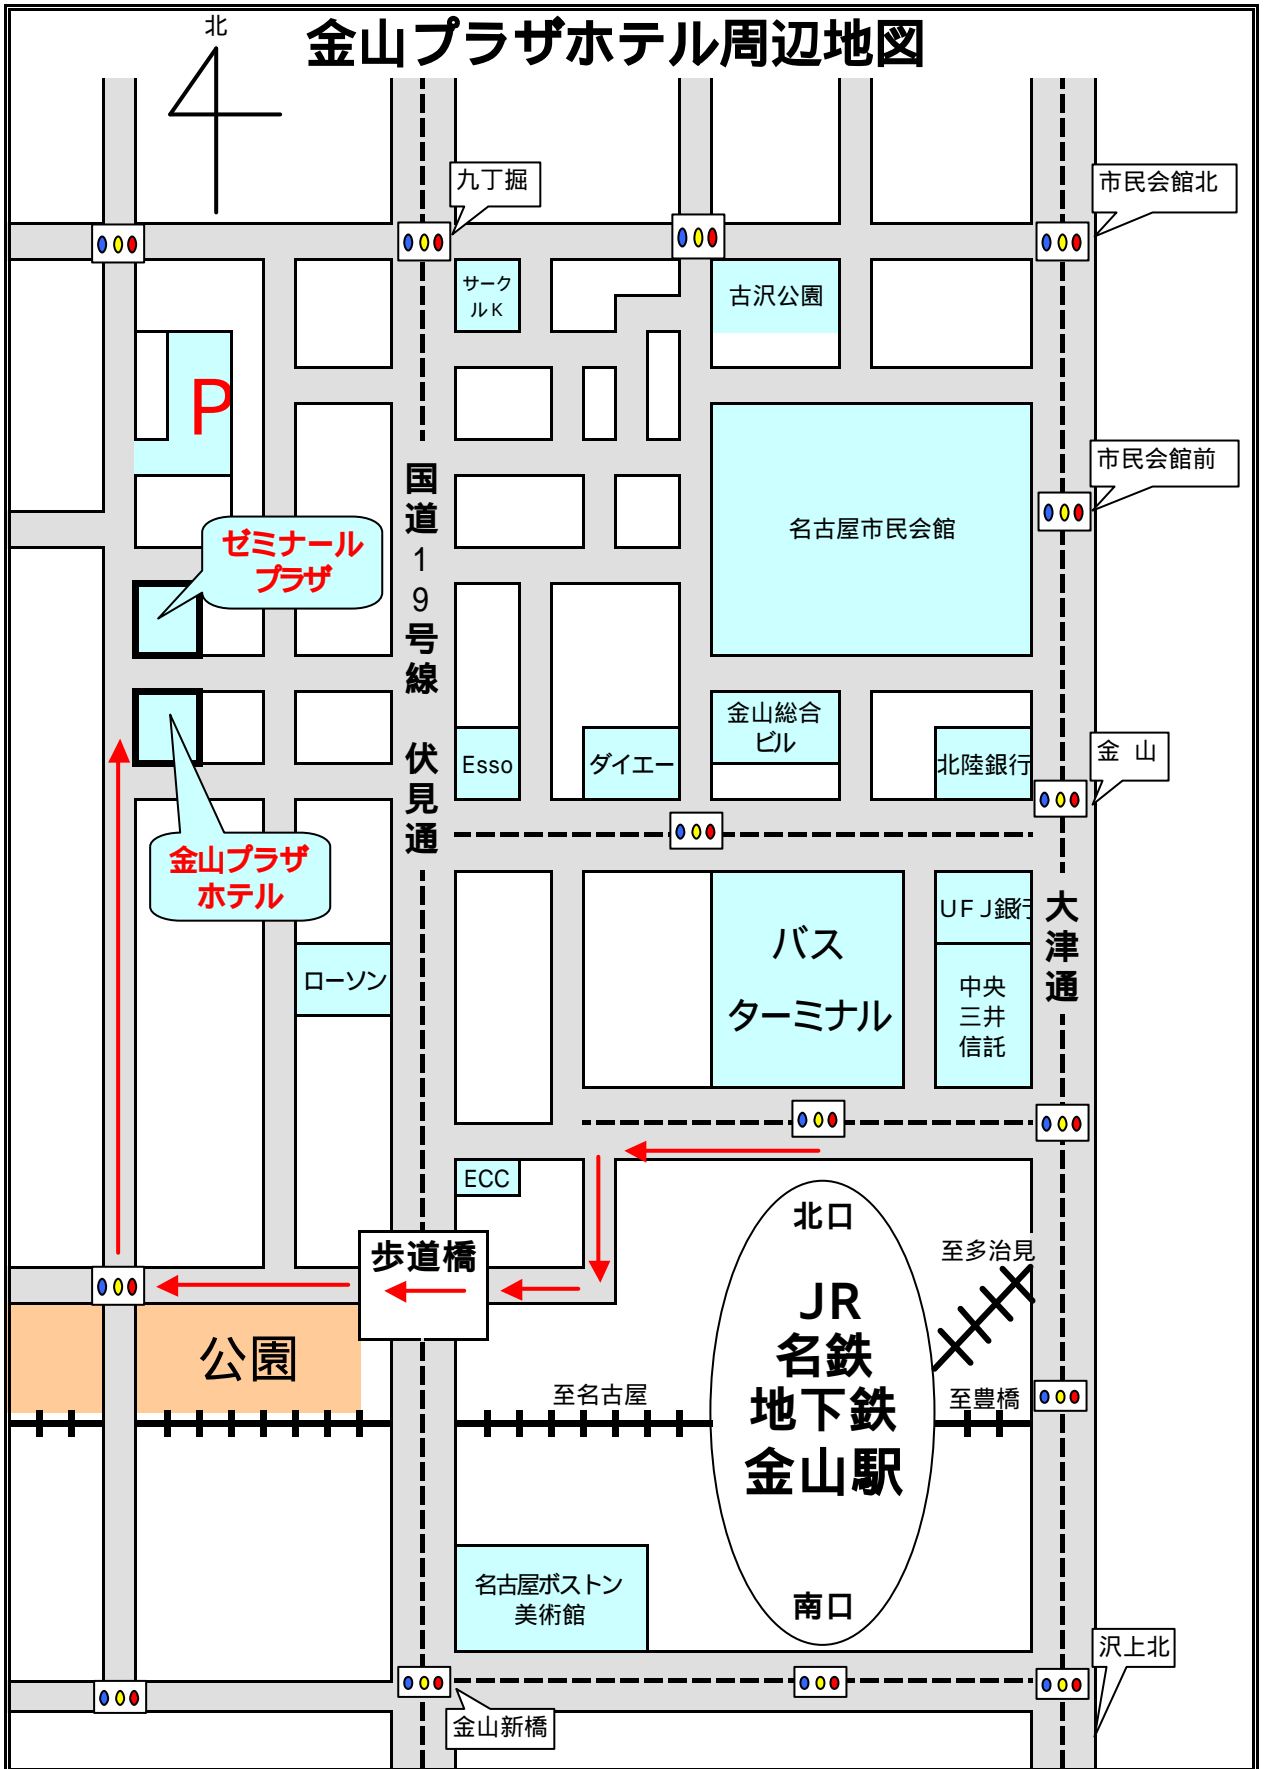 金山プラザホテル周辺地図
北
九丁掘
市民会館北
サーク
ルK
古沢公園
P
市民会館前
国道19号線 伏見通
名古屋市民会館
ゼミナール
プラザ
金山総合
ビル
金 山
Esso
ダイエー
北陸銀行
金山プラザ
ホテル
大津通
UFJ銀行
バス
ターミナル
ローソン
中央
三井
信託
ECC
北口
歩道橋
至多治見
JR
名鉄
地下鉄
金山駅
公園
至名古屋
至豊橋
名古屋ボストン
美術館
南口
沢上北
金山新橋